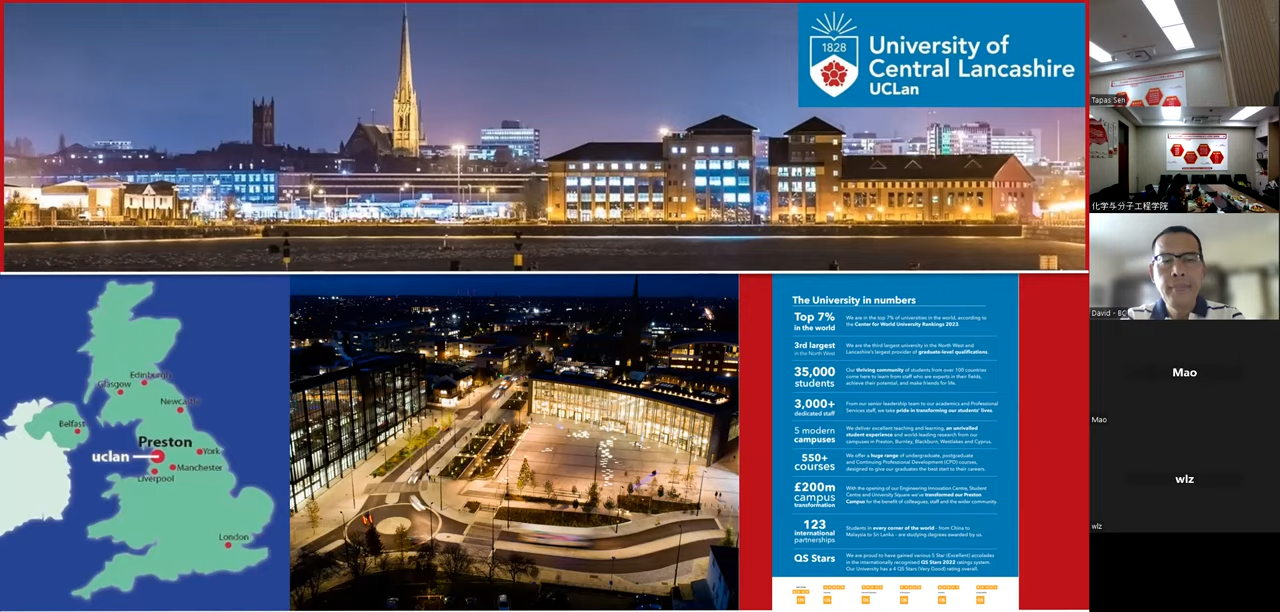 1828
University of
Central Lancashire
UCLan
Edinburgh
Glasgow
Newcastle
Belfast
Preston
uclan
York
Manchester
Liverpool
London
The University in numbers
Top 7%
in the world
We are in the top 7% of universities in the world, according to
the Center for World University Rankings 2023.
3rd largest
in the North West
We are the third largest university in the North West and
Lancashire's largest provider of graduate-level qualifications.
35,000
students
Our thriving community of students from over 100 countries
come here to learn from staff who are experts in their fields,
achieve their potential, and make friends for life.
3,000+
dedicated staff
From our senior leadership team to our academics and Professional
Services staff, we take pride in transforming our students' lives.
5 modern
campuses
We deliver excellent teaching and learning, an unrivalled
student experience and world-leading research from our
campuses in Preston, Burnley, Blackburn, Westlakes and Cyprus.
550+
courses
We offer a huge range of undergraduate, postgraduate
and Continuing Professional Development (CPD) courses,
designed to give our graduates the best start to their careers.
£200m
campus
transformation
With the opening of our Engineering Innovation Centre, Student
Centre and University Square we've transformed our Preston
Campus for the benefit of colleagues, staff and the wider community.
123
international
partnerships
Students in every corner of the world - from China to
Malaysia to Sri Lanka - are studying degrees awarded by us.
QS Stars
We are proud to have gained various 5 Star (Excellent) accolades
in the internationally recognised QS Stars 2022 ratings system.
Our University has a 4 QS Stars (Very Good) rating overall.
Tapas Sen
化学与分子工程学院
David - BC
Mao
Mao
wlz
wlz